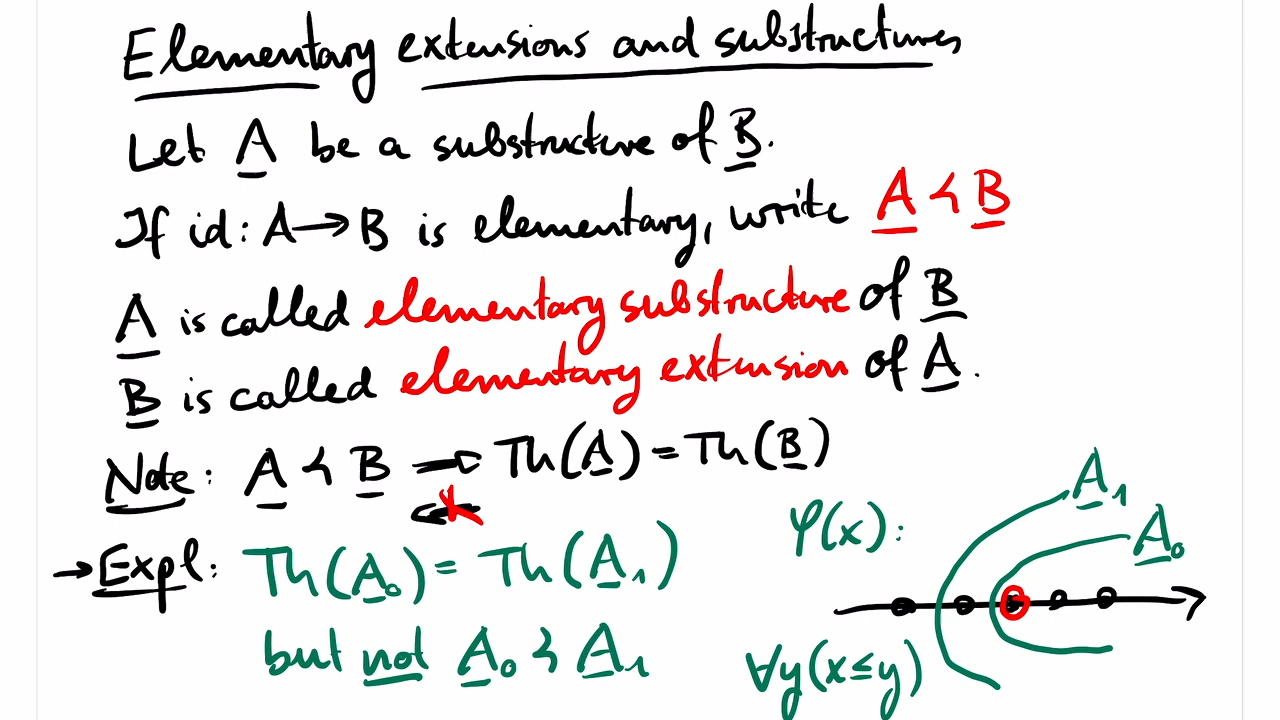 Elementary extensions and substructures
Let A be a substructure of B.
If id: A → B is elementary, write A ≺ B
A is called elementary substructure of B
B is called elementary extension of A.
Note: A ≺ B ⇒ Th(A) = Th(B)
⇐
→ Expl: Th(A₀) = Th(A₁)
but not A₀ ≺ A₁
φ(x):
A₁
A₀
∀y(x≤y)